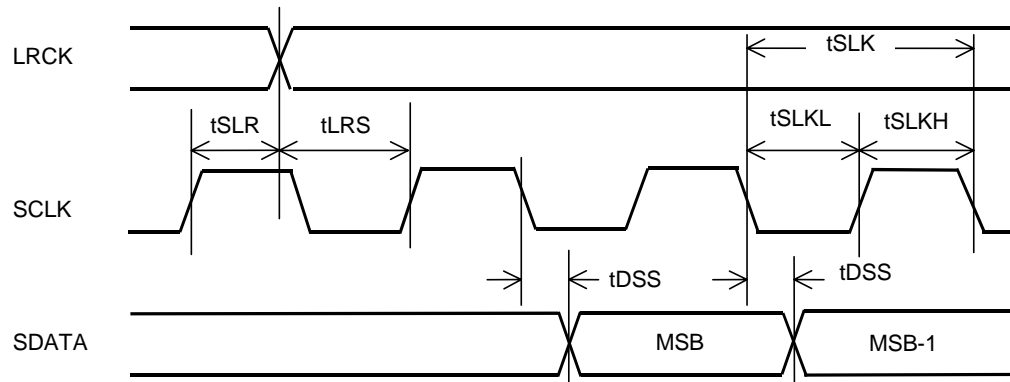 LRCK
tSLK
tSLR
tLRS
tSLKL
tSLKH
SCLK
tDSS
tDSS
SDATA
MSB
MSB-1